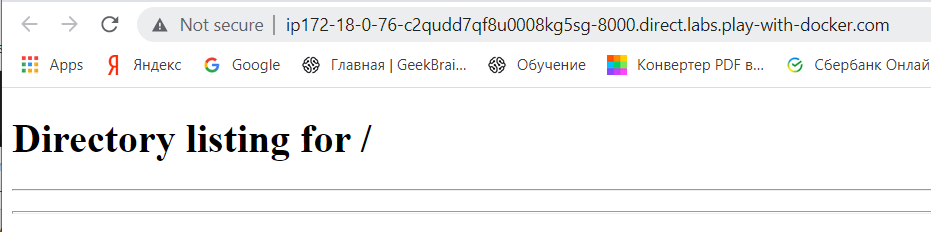 Not secure | ip172-18-0-76-c2qudd7qf8u0008kg5sg-8000.direct.labs.play-with-docker.com
Apps Яндекс Google Главная | GeekBrai... Обучение Конвертер PDF в... Сбербанк Онлай
Directory listing for /